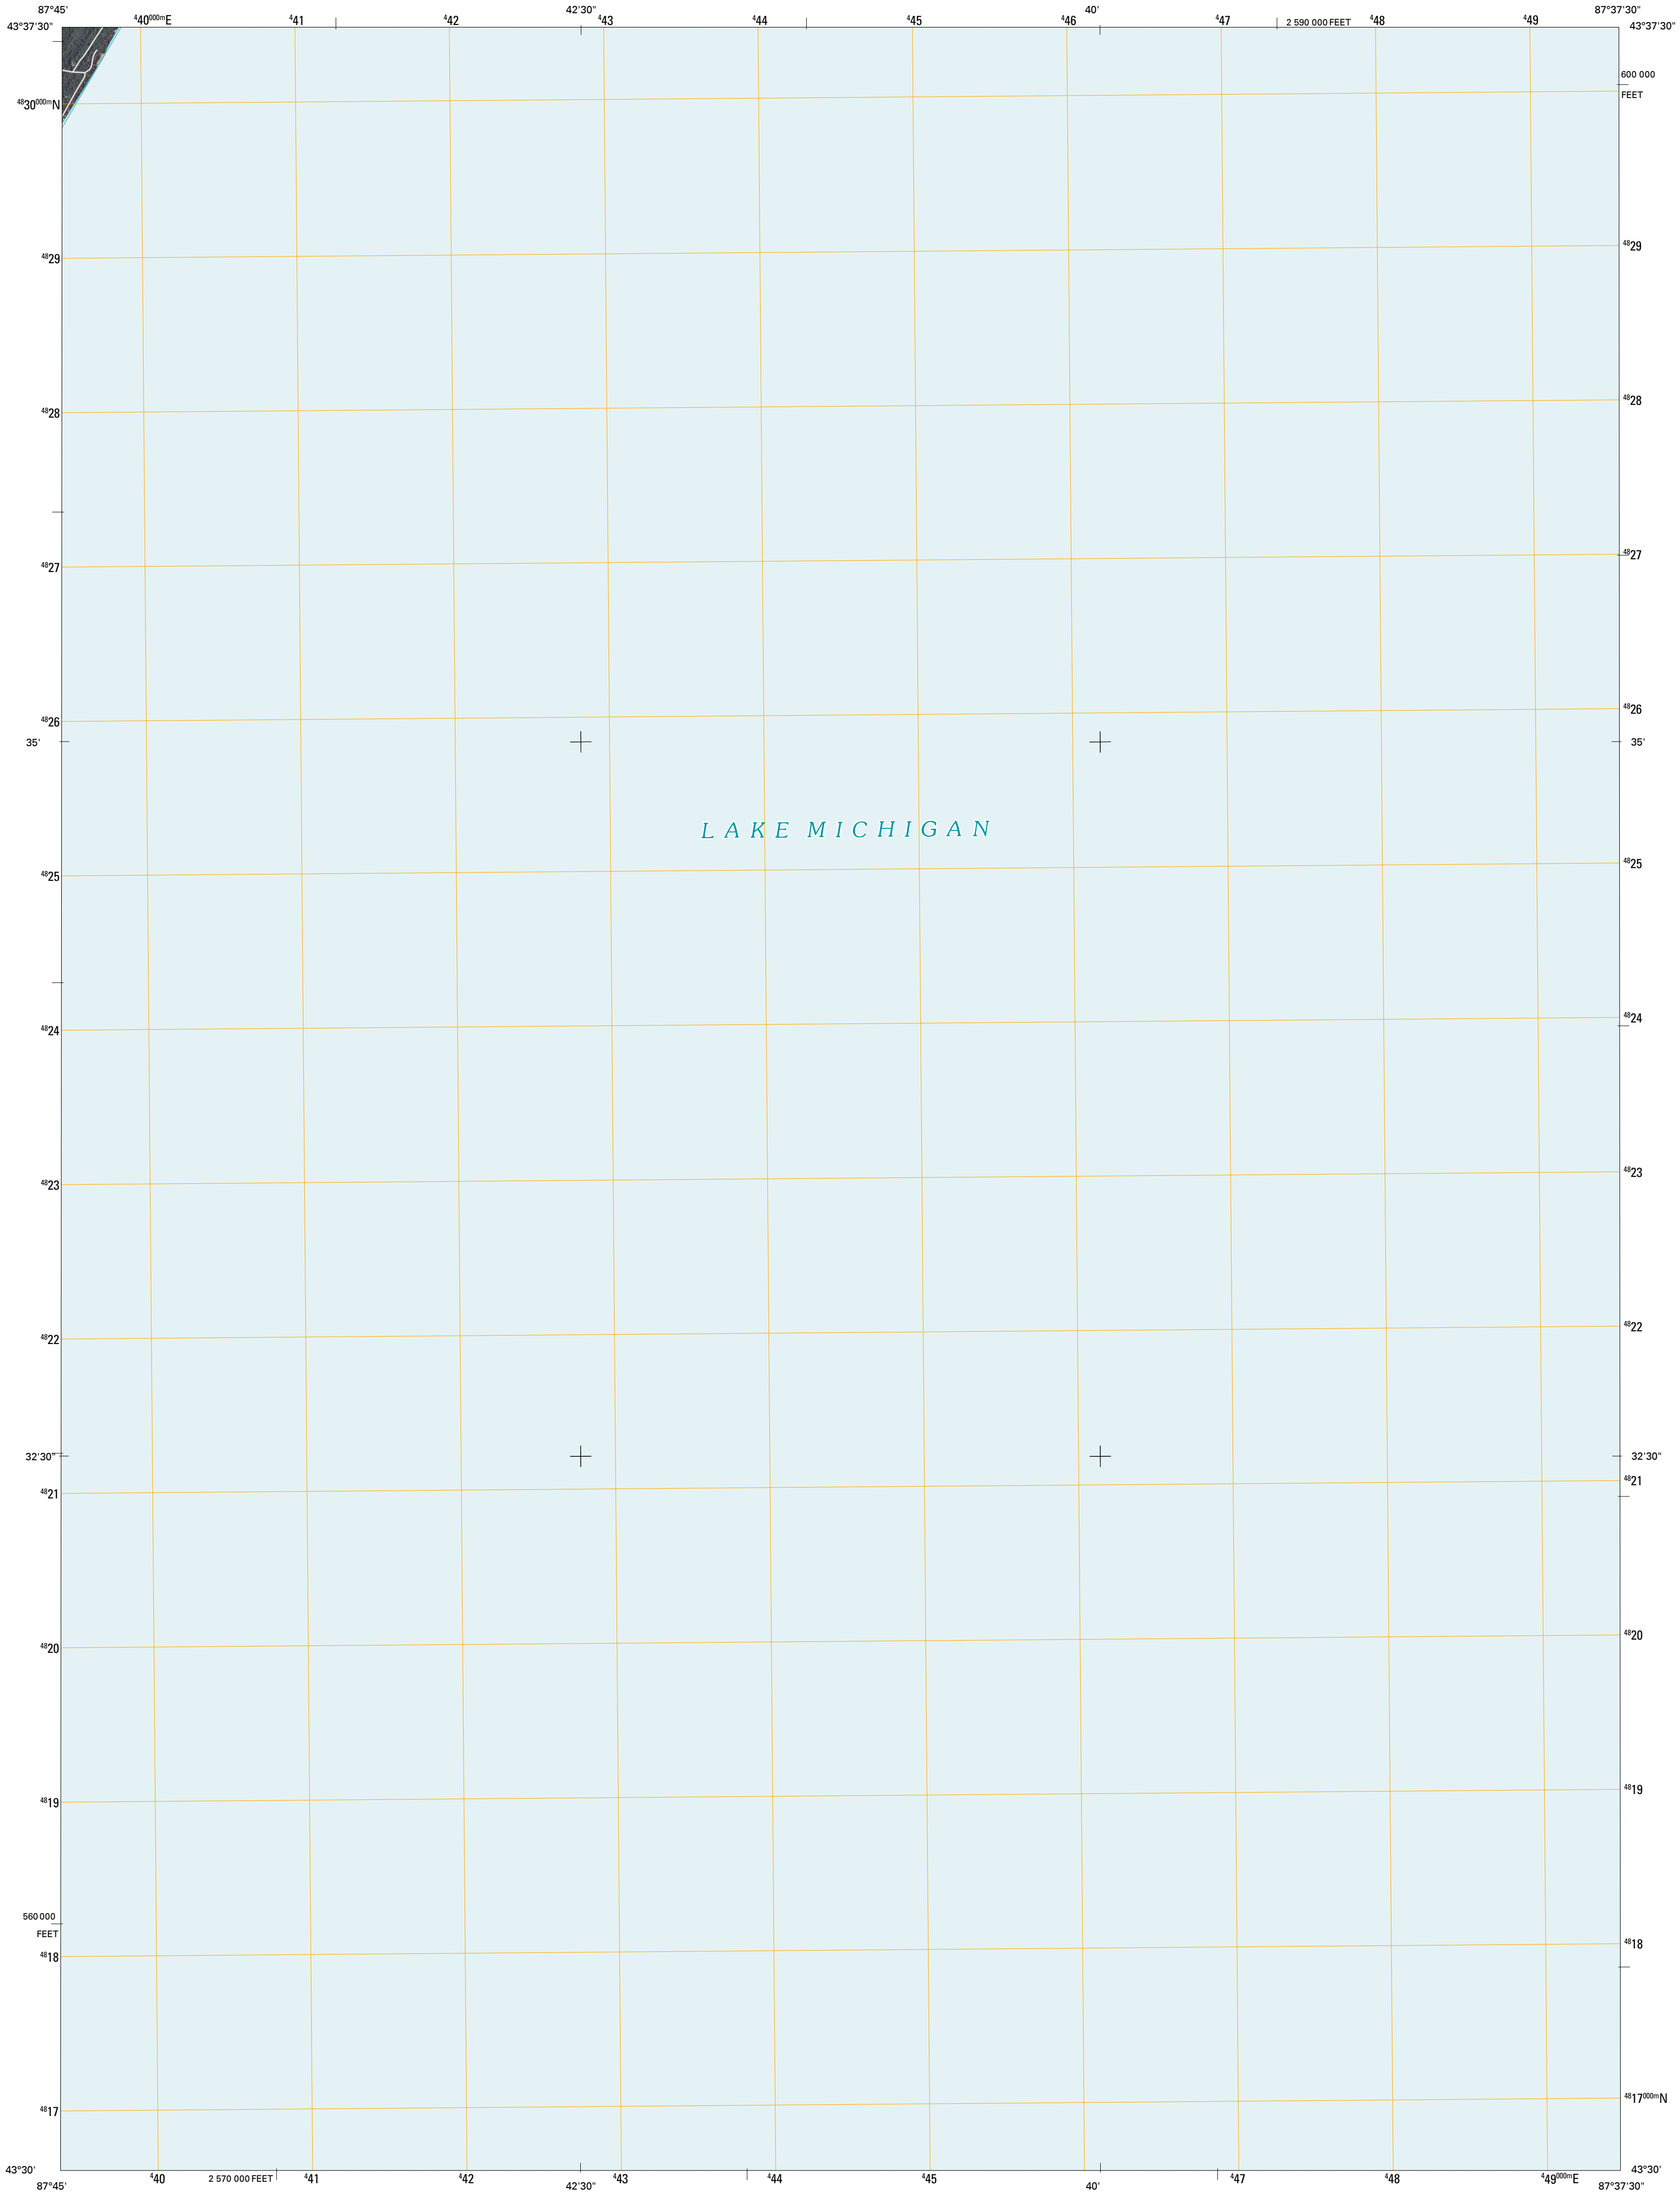 87°45' 42'30" 40' 87°37'30"
43°37'30" ⁴40⁰⁰⁰ᵐE ⁴41 ⁴42 ⁴43 ⁴44 ⁴45 ⁴46 ⁴47 2 590 000 FEET ⁴48 ⁴49 43°37'30"
600 000
FEET
⁴⁸30⁰⁰⁰ᵐN
⁴⁸29 ⁴⁸29
⁴⁸28 ⁴⁸28
⁴⁸27 ⁴⁸27
⁴⁸26 ⁴⁸26
35' 35'
LAKE MICHIGAN
⁴⁸25 ⁴⁸25
⁴⁸24 ⁴⁸24
⁴⁸23 ⁴⁸23
⁴⁸22 ⁴⁸22
32'30" 32'30"
⁴⁸21 ⁴⁸21
⁴⁸20 ⁴⁸20
⁴⁸19 ⁴⁸19
560 000
FEET
⁴⁸18 ⁴⁸18
⁴⁸17 ⁴⁸17⁰⁰⁰ᵐN
43°30' 43°30'
⁴40 2 570 000 FEET ⁴41 ⁴42 ⁴43 ⁴44 ⁴45 ⁴47 ⁴48 ⁴49⁰⁰⁰ᵐE
87°45' 42'30" 40' 87°37'30"